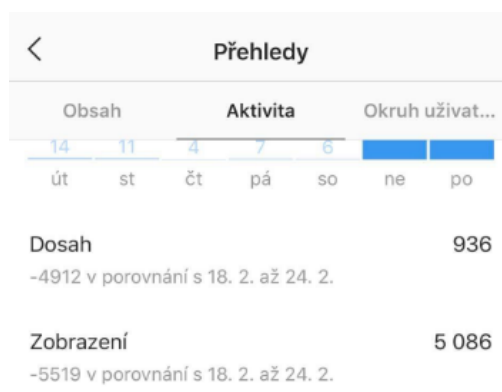 Přehledy
Obsah Aktivita Okruh uživat...
14 11 4 7 6
út st čt pá so ne po
Dosah 936
-4912 v porovnání s 18. 2. až 24. 2.
Zobrazení 5 086
-5519 v porovnání s 18. 2. až 24. 2.